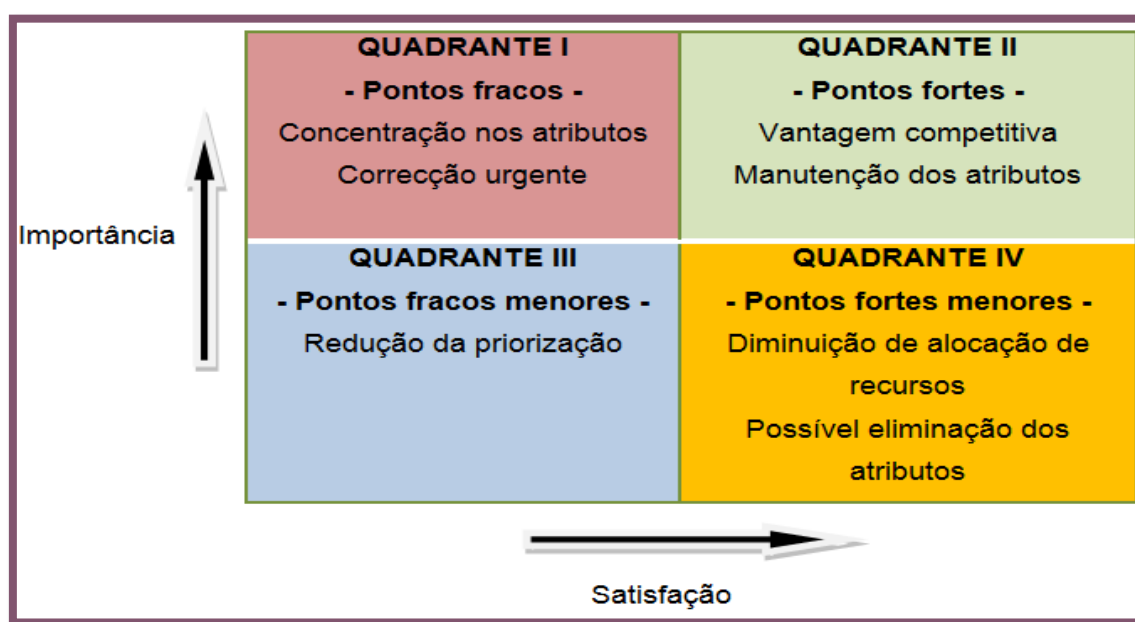 QUADRANTE I
- Pontos fracos -
Concentração nos atributos
Correcção urgente
QUADRANTE II
- Pontos fortes -
Vantagem competitiva
Manutenção dos atributos
Importância
QUADRANTE III
- Pontos fracos menores -
Redução da priorização
QUADRANTE IV
- Pontos fortes menores -
Diminuição de alocação de
recursos
Possível eliminação dos
atributos
Satisfação